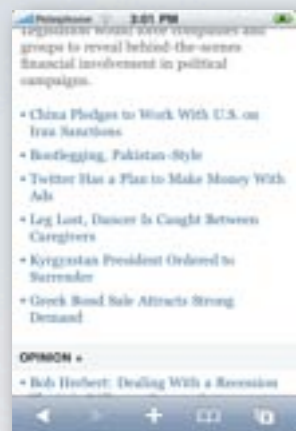 Pelephone 3:01 PM
Legislation would force companies and
groups to reveal behind-the-scenes
financial involvement in political
campaigns.
• China Pledges to Work With U.S. on
Iran Sanctions
• Bootlegging, Pakistan-Style
• Twitter Has a Plan to Make Money With
Ads
• Leg Lost, Dancer Is Caught Between
Caregivers
• Kyrgyzstan President Ordered to
Surrender
• Greek Bond Sale Attracts Strong
Demand
OPINION »
• Bob Herbert: Dealing With a Recession